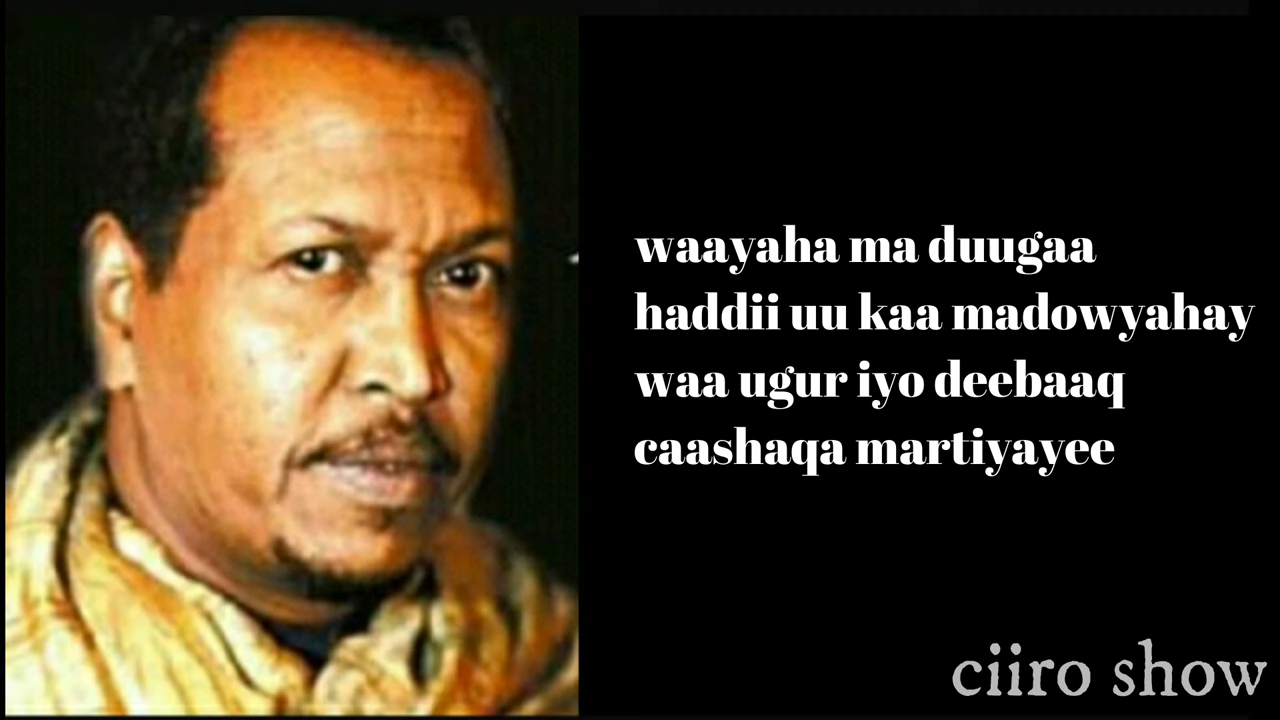 waayaha ma duugaa
haddii uu kaa madowyahay
waa ugur iyo deebaaq
caashaqa martiyayee
ciiro show